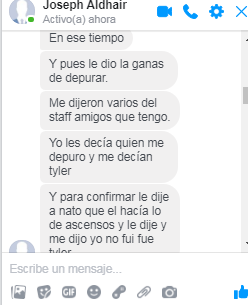 Joseph Aldhair
Activo(a) ahora
En ese tiempo
Y pues le dio la ganas
de depurar.
Me dijeron varios del
staff amigos que tengo.
Yo les decía quien me
depuro y me decían
tyler
Y para confirmar le dije
a nato que el hacía lo
de ascensos y le dije y
me dijo yo no fui fue
tyler
Escribe un mensaje...
GIF